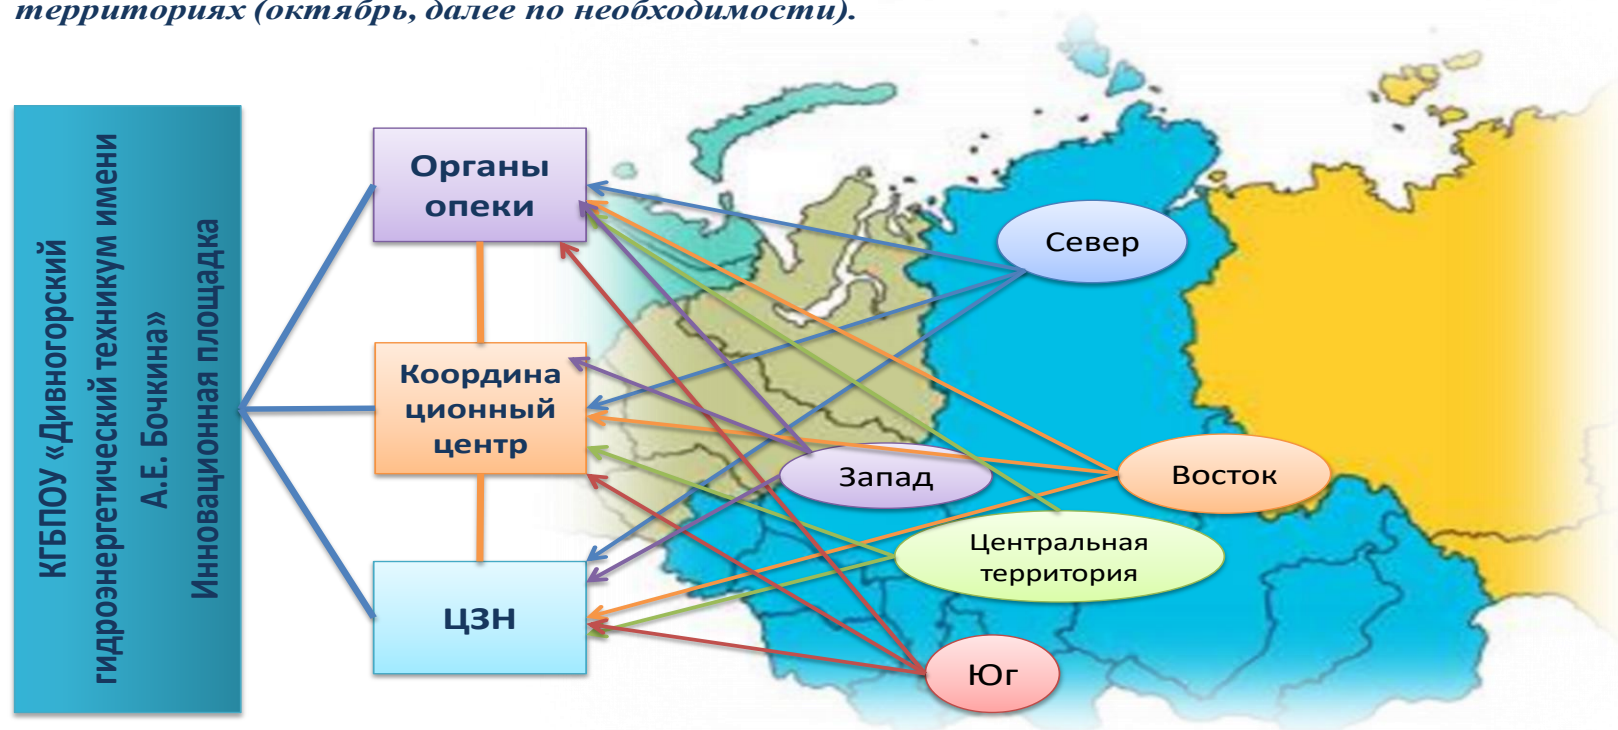 территориях (октябрь, далее по необходимости).
КГБПОУ «Дивногорский
гидроэнергетический техникум имени
А.Е. Бочкина»
Инновационная площадка
Органы
опеки
Координа
ционный
центр
ЦЗН
Север
Запад
Восток
Центральная
территория
Юг